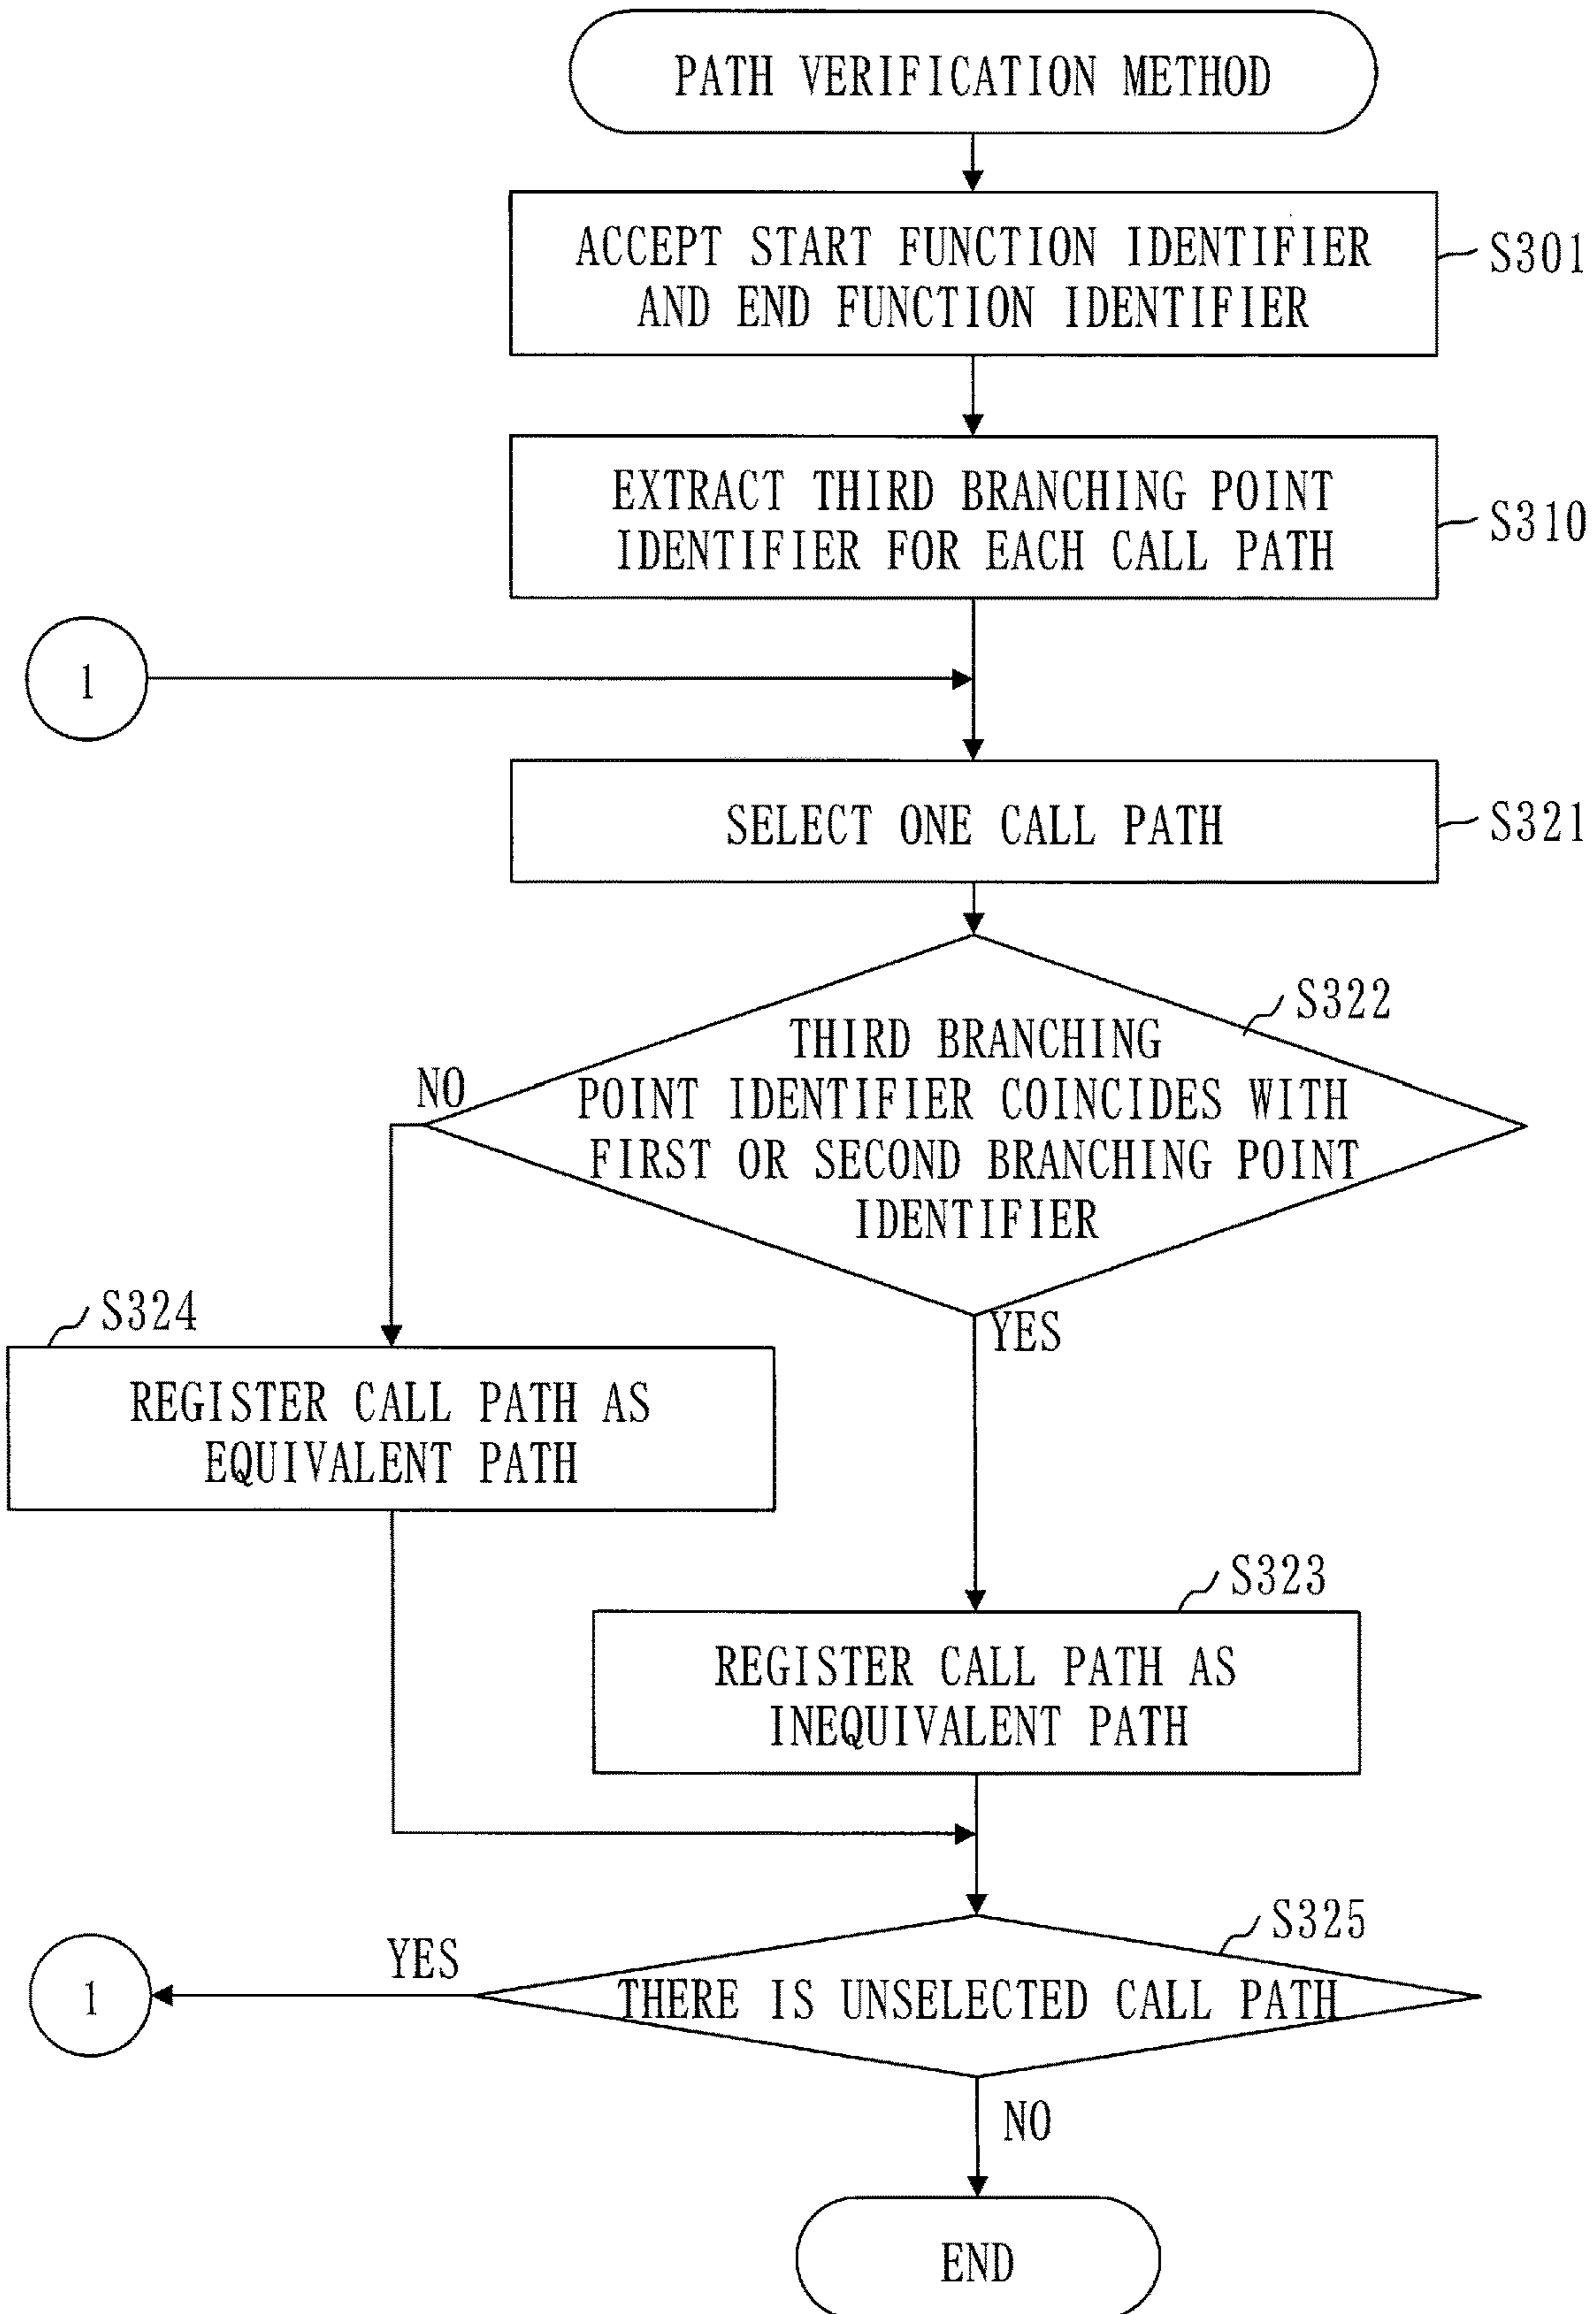 PATH VERIFICATION METHOD
ACCEPT START FUNCTION IDENTIFIER
AND END FUNCTION IDENTIFIER
S301
EXTRACT THIRD BRANCHING POINT
IDENTIFIER FOR EACH CALL PATH
S310
1
SELECT ONE CALL PATH
S321
S322
THIRD BRANCHING
POINT IDENTIFIER COINCIDES WITH
FIRST OR SECOND BRANCHING POINT
IDENTIFIER
NO
YES
S324
REGISTER CALL PATH AS
EQUIVALENT PATH
S323
REGISTER CALL PATH AS
INEQUIVALENT PATH
S325
THERE IS UNSELECTED CALL PATH
YES
1
NO
END